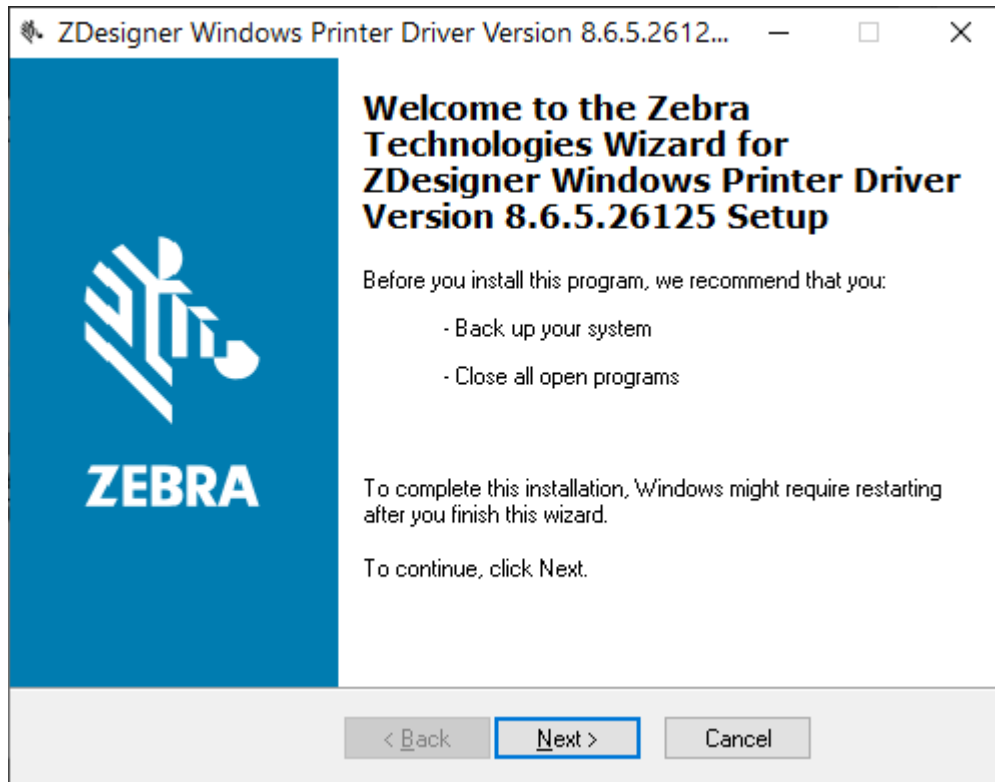 ZDesigner Windows Printer Driver Version 8.6.5.2612...
Welcome to the Zebra
Technologies Wizard for
ZDesigner Windows Printer Driver
Version 8.6.5.26125 Setup
Before you install this program, we recommend that you:
- Back up your system
- Close all open programs
ZEBRA
To complete this installation, Windows might require restarting
after you finish this wizard.
To continue, click Next.
< Back
Next >
Cancel